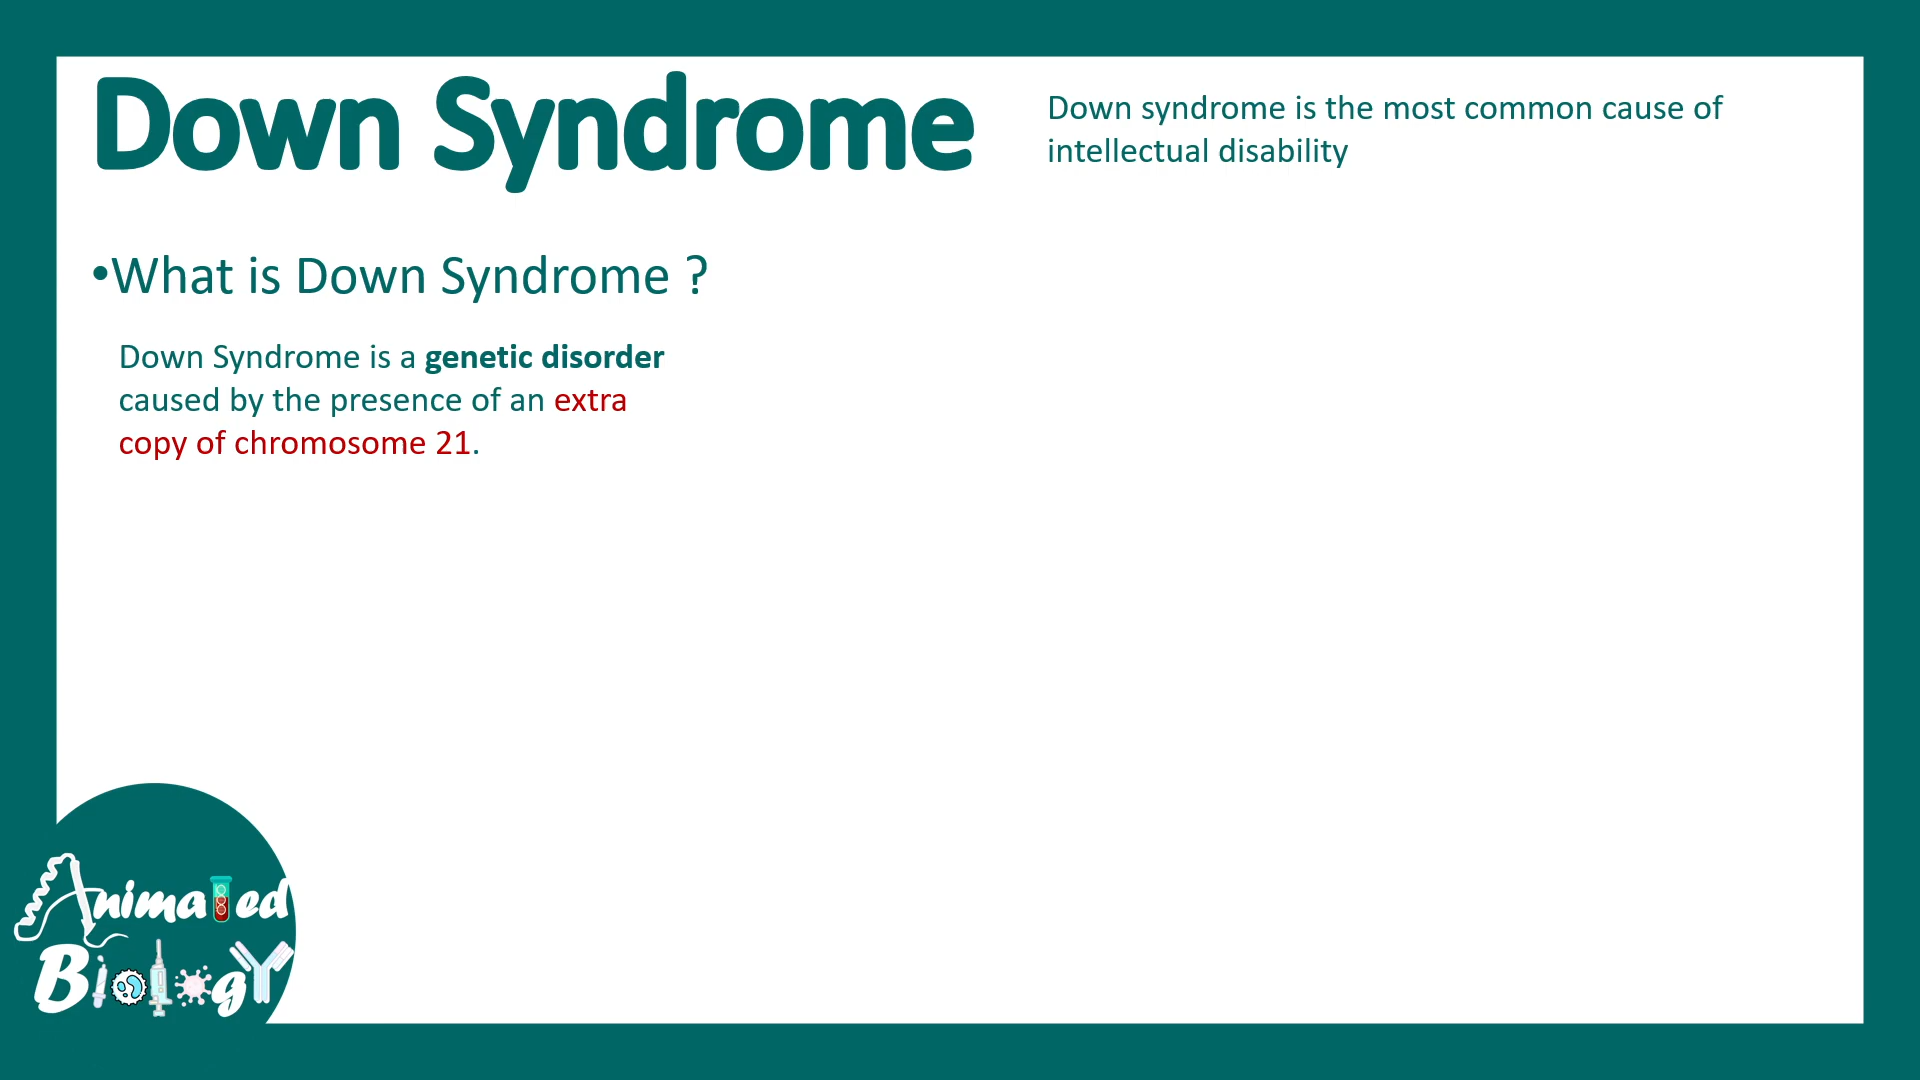 Down Syndrome
Down syndrome is the most common cause of
intellectual disability
•What is Down Syndrome ?
Down Syndrome is a genetic disorder
caused by the presence of an extra
copy of chromosome 21.
Animated
Biology